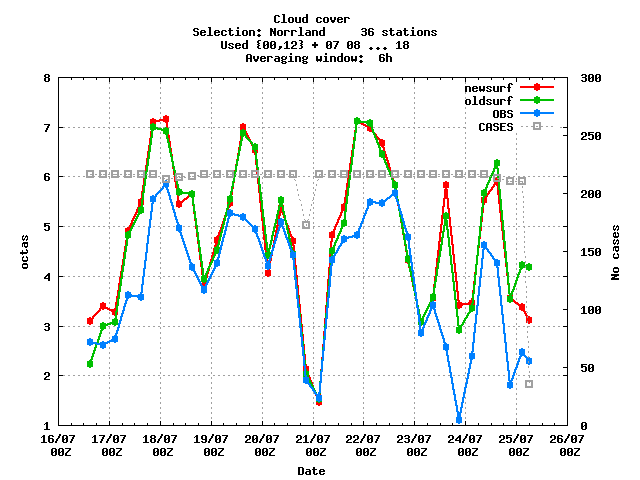 Cloud cover
Selection: Norrland     36 stations
Used {00,12} + 07 08 ... 18
Averaging window:  6h
newsurf
oldsurf
OBS
CASES
8
7
6
5
4
3
2
1
octas
300
250
200
150
100
50
0
No cases
16/07 17/07 18/07 19/07 20/07 21/07 22/07 23/07 24/07 25/07 26/07
00Z 00Z 00Z 00Z 00Z 00Z 00Z 00Z 00Z 00Z 00Z
Date